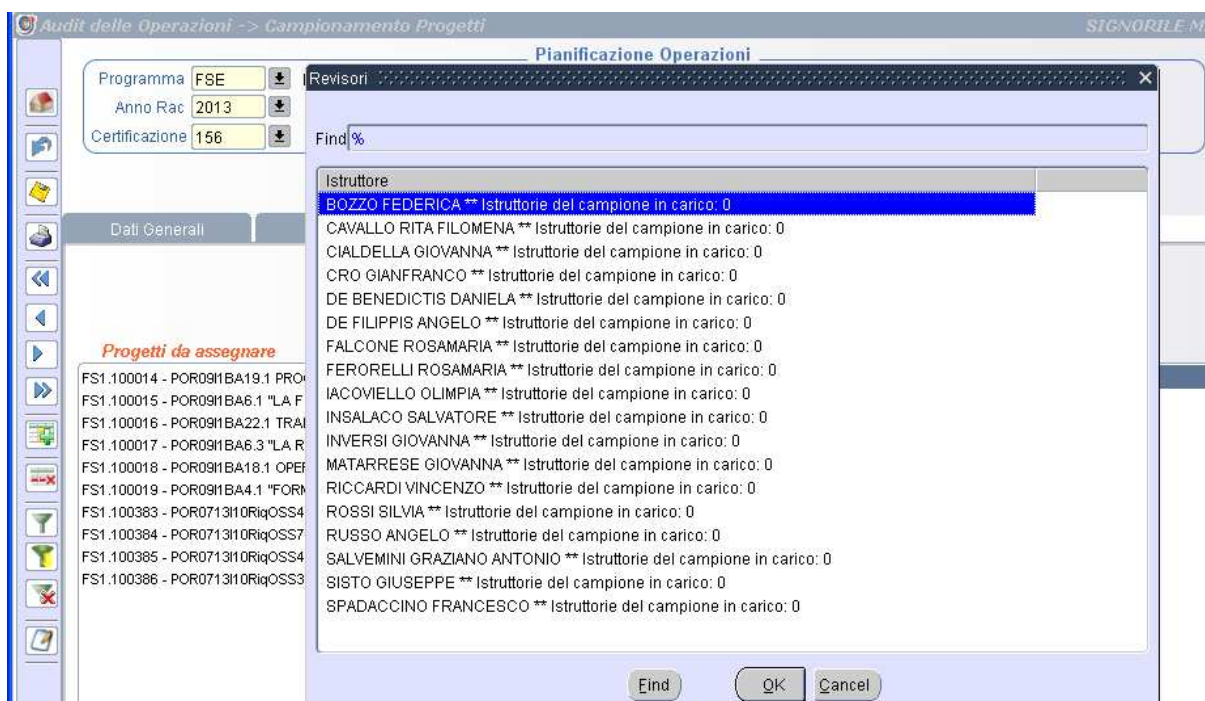 Audit delle Operazioni -> Campionamento Progetti SIGNORILE M
Pianificazione Operazioni
Programma FSE
Anno Rac 2013
Certificazione 156
Revisori
Find %
Istruttore
BOZZO FEDERICA ** Istruttorie del campione in carico: 0
CAVALLO RITA FILOMENA ** Istruttorie del campione in carico: 0
CIALDELLA GIOVANNA ** Istruttorie del campione in carico: 0
CRO GIANFRANCO ** Istruttorie del campione in carico: 0
DE BENEDICTIS DANIELA ** Istruttorie del campione in carico: 0
DE FILIPPIS ANGELO ** Istruttorie del campione in carico: 0
FALCONE ROSAMARIA ** Istruttorie del campione in carico: 0
FERORELLI ROSAMARIA ** Istruttorie del campione in carico: 0
IACOVIELLO OLIMPIA ** Istruttorie del campione in carico: 0
INSALACO SALVATORE ** Istruttorie del campione in carico: 0
INVERSI GIOVANNA ** Istruttorie del campione in carico: 0
MATARRESE GIOVANNA ** Istruttorie del campione in carico: 0
RICCARDI VINCENZO ** Istruttorie del campione in carico: 0
ROSSI SILVIA ** Istruttorie del campione in carico: 0
RUSSO ANGELO ** Istruttorie del campione in carico: 0
SALVEMINI GRAZIANO ANTONIO ** Istruttorie del campione in carico: 0
SISTO GIUSEPPE ** Istruttorie del campione in carico: 0
SPADACCINO FRANCESCO ** Istruttorie del campione in carico: 0
Find OK Cancel
Dati Generali
Progetti da assegnare
FS1.100014 - POR09I1BA19.1 PRO
FS1.100015 - POR09I1BA6.1 "LA F
FS1.100016 - POR09I1BA22.1 TRA
FS1.100017 - POR09I1BA6.3 "LA R
FS1.100018 - POR09I1BA18.1 OPE
FS1.100019 - POR09I1BA4.1 "FORM
FS1.100383 - POR0713I10RiqOSS4
FS1.100384 - POR0713I10RiqOSS7
FS1.100385 - POR0713I10RiqOSS4
FS1.100386 - POR0713I10RiqOSS3